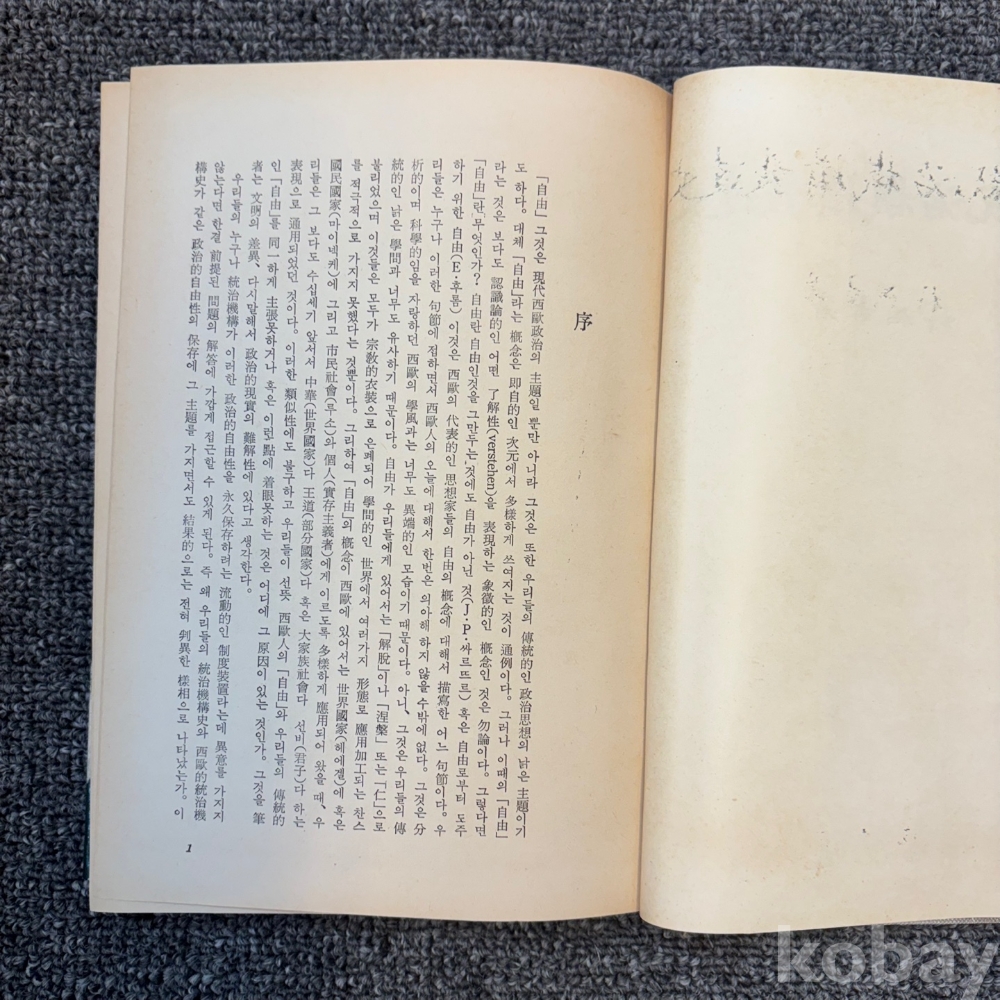 序
「自由」 그것은 現代西歐政治의 主題일 뿐만 아니라 그것은 또한 우리들의 傳統的인 政治思想의 낡은 主題이기
도 하다。 대체 「自由」라는 槪念은 即自的인 次元에서 多樣하게 쓰여지는 것이 通例이다。 그러나 이때의 「自由」
라는 것은 보다도 認識論的인 어떤 了解性(verstehen)을 表現하는 象徵的인 槪念인 것은 勿論이다。 그렇다면
「自由」란 무엇인가? 自由란 自由인것을 그만두는 것에도 自由가 아닌 것(J・P・싸르뜨르) 혹은 自由로부터 도주
하기 위한 自由(E・후롬) 이것은 西歐의 代表的인 思想家들의 自由의 槪念에 대해서 描寫한 어느 句節이다。 우
리들은 누구나 이러한 句節에 접하면서 西歐人의 오늘에 대해서 한번은 의아해 하지 않을 수밖에 없다。 그것은 分
析的이며 科學的임을 자랑하던 西歐의 學風과는 너무도 異端的인 모습이기 때문이다。 아니、 그것은 우리들의 傳
統的인 낡은 學問과 너무도 유사하기 때문이다。 自由가 우리들에게 있어서는 「解脫」이나 「涅槃」 또는 「仁」으로
불리었으며 이것들은 모두가 宗敎的衣裝으로 은폐되어 學問的인 世界에서 여러가지 形態로 應用加工되는 찬스
를 적극적으로 가지지 못했다는 것뿐이다。 그리하여 「自由」의 槪念이 西歐에 있어서는 世界國家(헤에겔)에 혹은
國民國家(마이네케)에 그리고 市民社會(루소)와 個人(實存主義者)에게 이르도록 多樣하게 應用되어 왔을 때、 우
리들은 그 보다도 수십세기 앞서서 中華(世界國家)다 王道(部分國家)다 혹은 大家族社會다 선비(君子)다 하는
表現으로 通用되었던 것이다。 이러한 類似性에도 불구하고 우리들이 선뜻 西歐人의 「自由」와 우리들의 傳統的
인 「自由」를 同一하게 主張못하거나 혹은 이런 點에 着眼못하는 것은 어디에 그 原因이 있는 것인가。 그것을 筆
者는 文明의 差異、 다시말해서 政治的現實의 難解性에 있다고 생각한다。
우리들의 누구나 統治機構가 이러한 政治的自由性을 永久保存하려는 流動的인 制度裝置라는데 異意를 가지지
않는다면 한결 前提된 問題의 解答에 가깝게 접근할 수 있게 된다。 즉 왜 우리들의 統治機構史와 西歐的統治機
構史가 같은 政治的自由性의 保存에 그 主題를 가지면서도 結果的으로는 전혀 判異한 樣相으로 나타났는가。 이
1
kobay